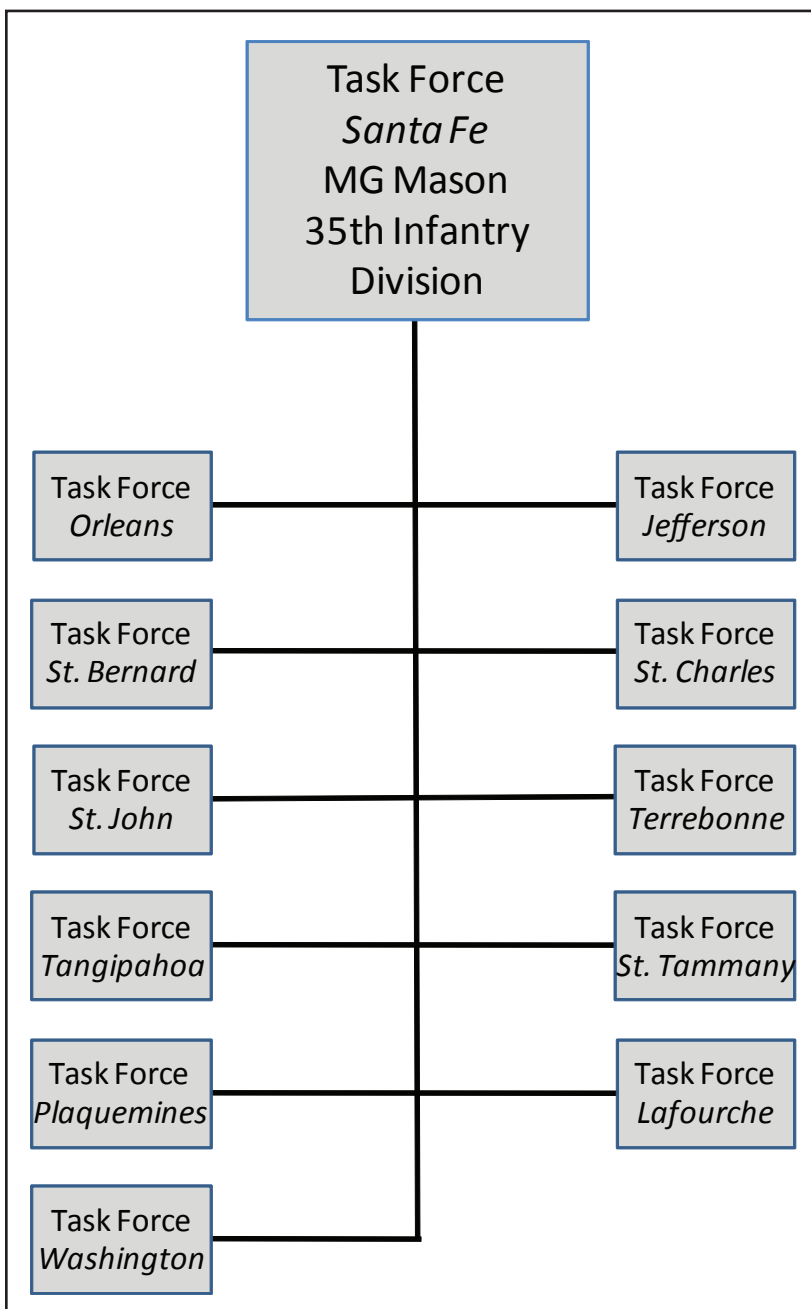 Task Force
Santa Fe
MG Mason
35th Infantry
Division
Task Force
Orleans
Task Force
Jefferson
Task Force
St. Bernard
Task Force
St. Charles
Task Force
St. John
Task Force
Terrebonne
Task Force
Tangipahoa
Task Force
St. Tammany
Task Force
Plaquemines
Task Force
Lafourche
Task Force
Washington